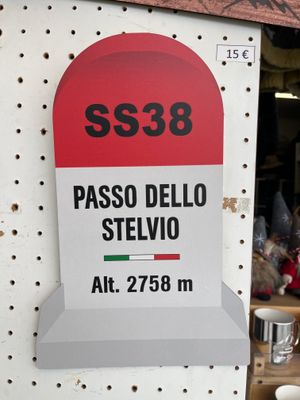 15 €
SS38
PASSO DELLO
STELVIO
Alt. 2758 m